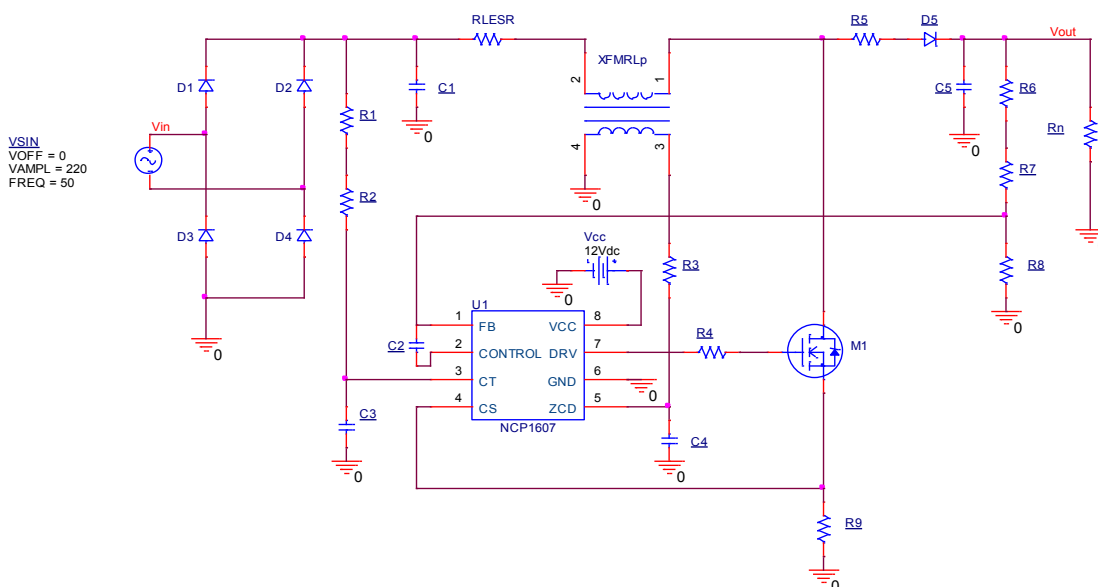 RLESR
R5
D5
Vout
XFMRLp
2
1
D1
D2
R1
C1
0
C5
R6
Rn
VSIN
VOFF = 0
VAMPL = 220
FREQ = 50
Vin
4
3
0
R7
0
R2
D3
D4
Vcc
12Vdc
R3
R8
0
0
U1
0
1
FB
VCC
8
C2
2
CONTROL
DRV
7
R4
M1
3
CT
GND
6
0
C3
4
CS
ZCD
5
NCP1607
C4
0
0
R9
0